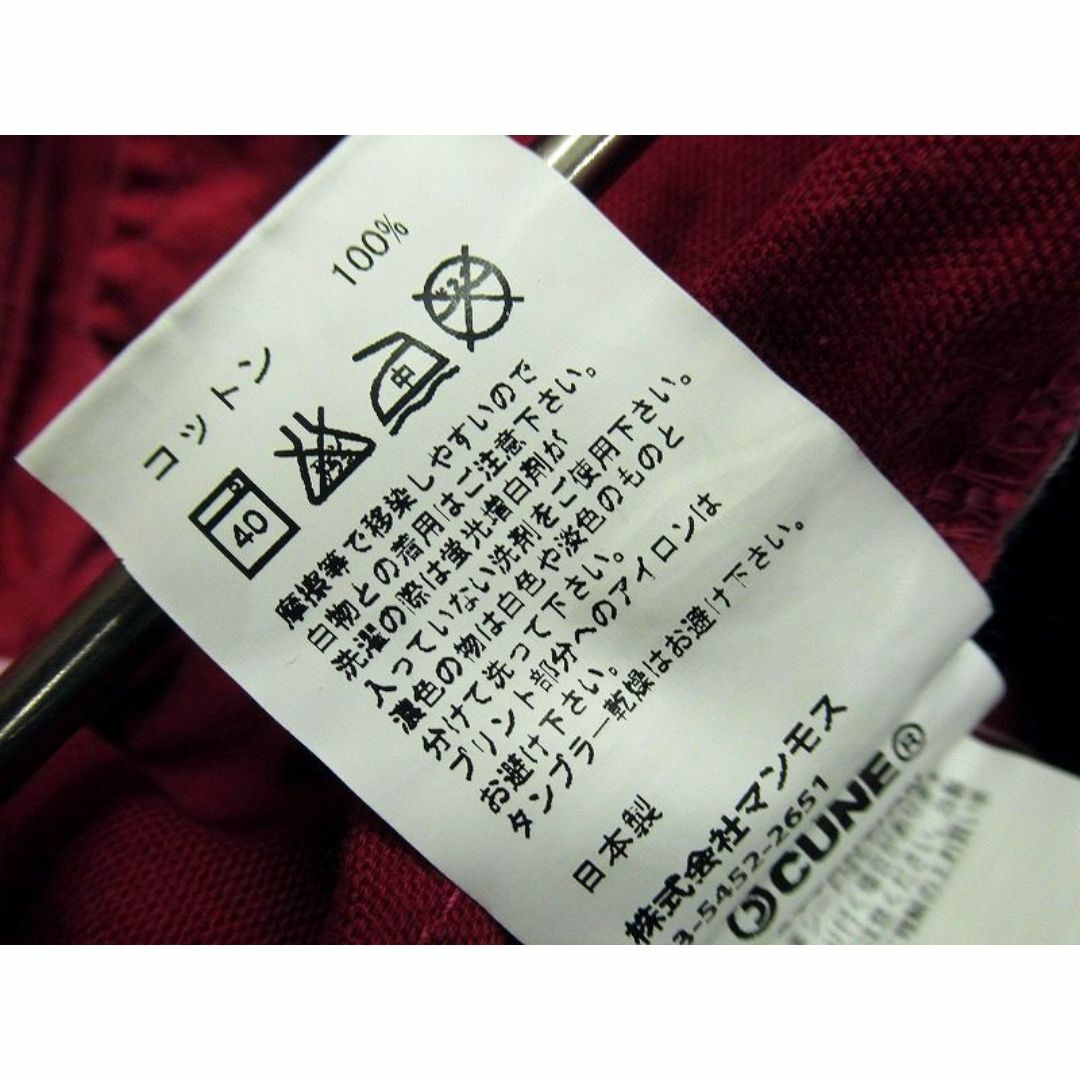 コットン 100%
40
中
摩擦等で移染しやすいので
白物との着用はご注意下さい。
洗濯の際は蛍光増白剤が
入っていない洗剤をご使用下さい。
濃色の物は白色や淡色のものと
分けて洗って下さい。
プリント部分へのアイロンは
お避け下さい。
タンブラー乾燥はお避け下さい。
日本製
株式会社マンモス
3-5452-2651
CUNE®